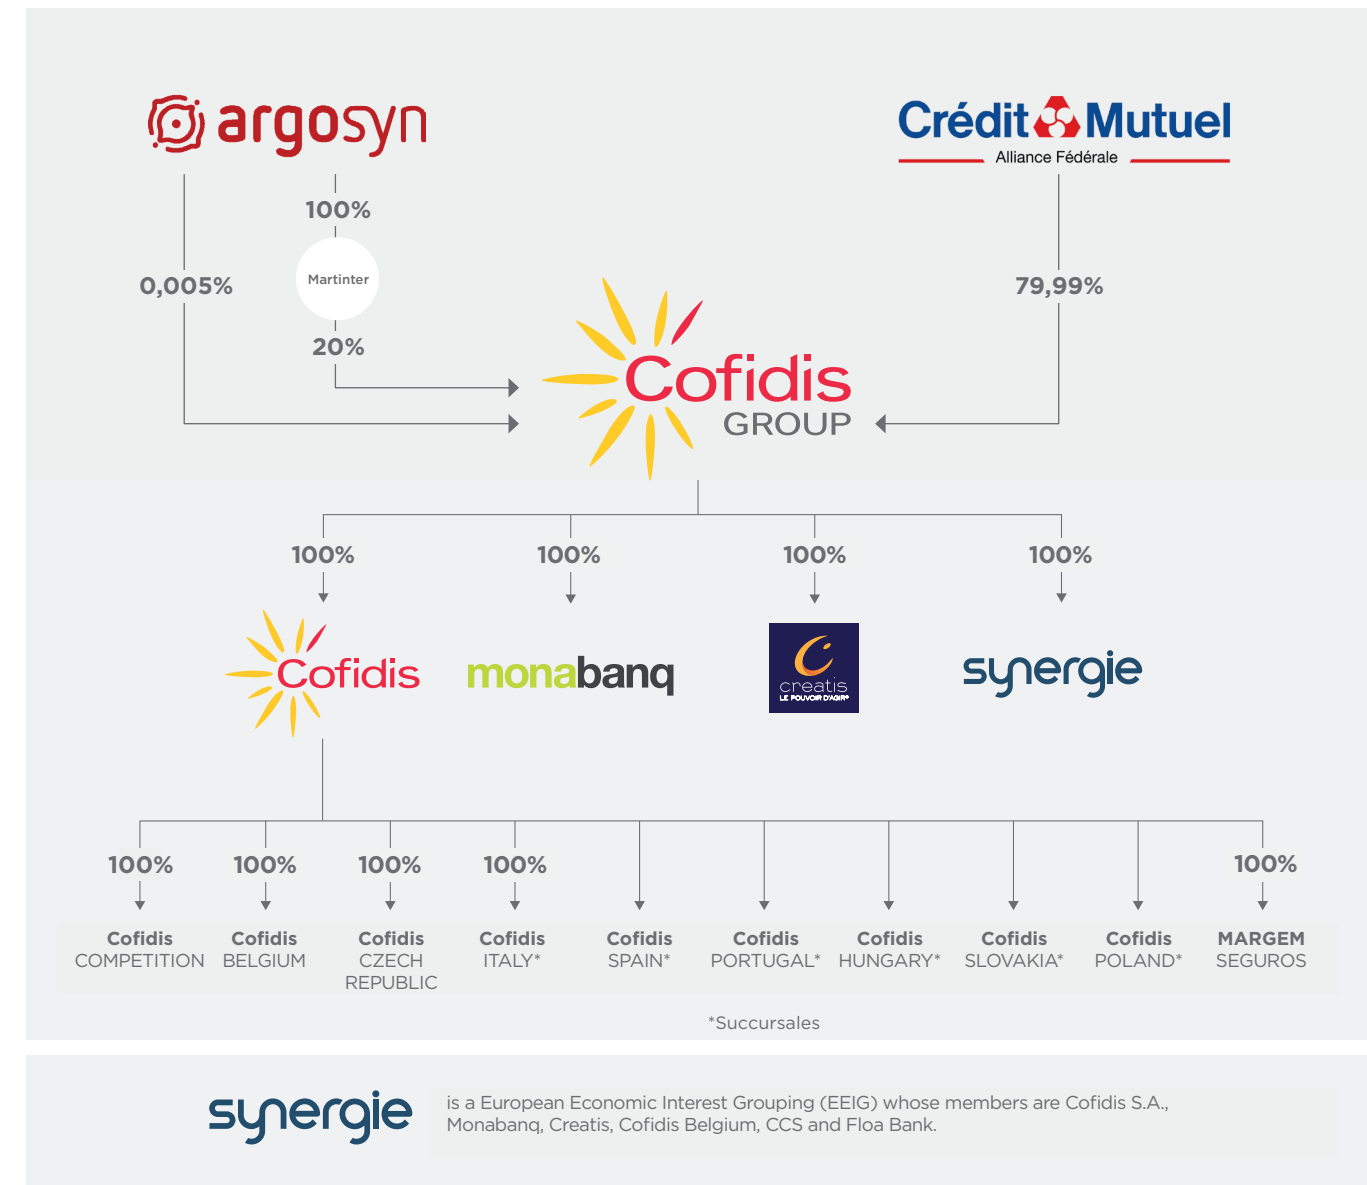 argosyn
Crédit Mutuel
Alliance Fédérale
100%
Martinter
0,005%
79,99%
20%
Cofidis
GROUP
100% 100% 100% 100%
Cofidis
monabanq
creatis
LE POUVOIR D'AGIR
synergie
100% 100% 100% 100% 100%
Cofidis
COMPETITION
Cofidis
BELGIUM
Cofidis
CZECH
REPUBLIC
Cofidis
ITALY*
Cofidis
SPAIN*
Cofidis
PORTUGAL*
Cofidis
HUNGARY*
Cofidis
SLOVAKIA*
Cofidis
POLAND*
MARGEM
SEGUROS
*Succursales
synergie
is a European Economic Interest Grouping (EEIG) whose members are Cofidis S.A.,
Monabanq, Creatis, Cofidis Belgium, CCS and Floa Bank.